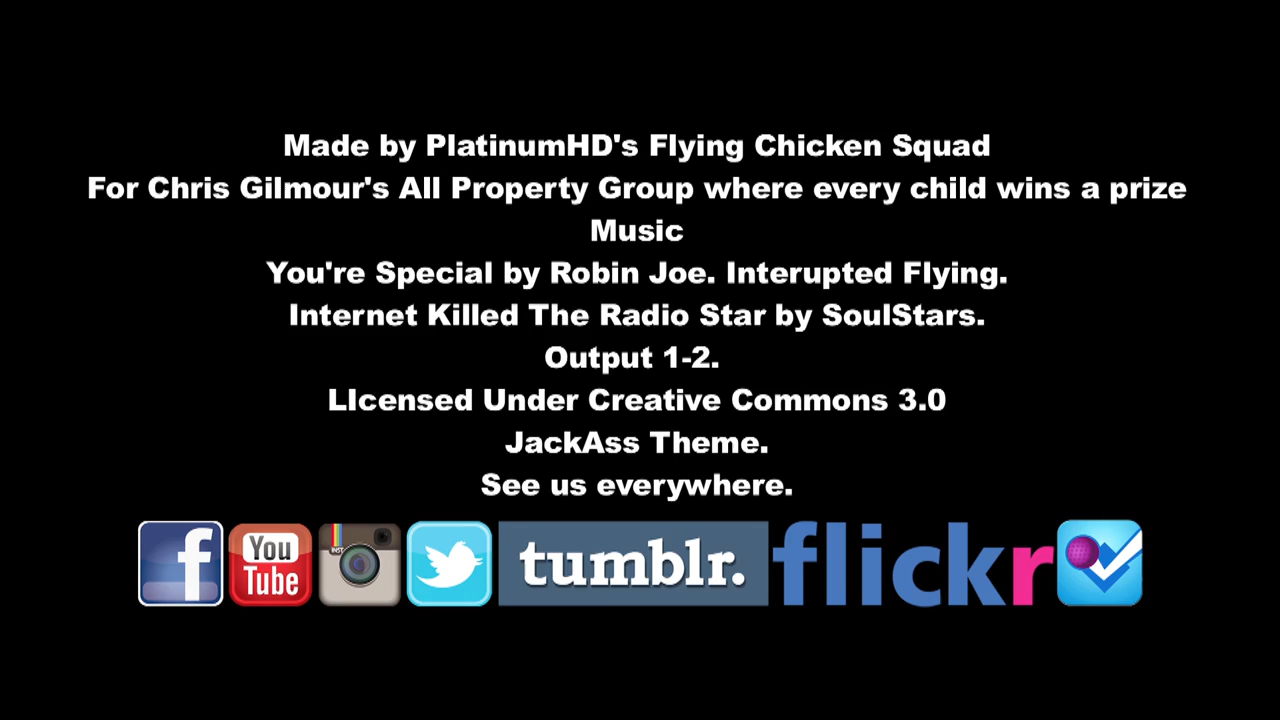 Made by PlatinumHD's Flying Chicken Squad
For Chris Gilmour's All Property Group where every child wins a prize
Music
You're Special by Robin Joe. Interupted Flying.
Internet Killed The Radio Star by SoulStars.
Output 1-2.
LIcensed Under Creative Commons 3.0
JackAss Theme.
See us everywhere.
f You Tube INST tumblr. flickr